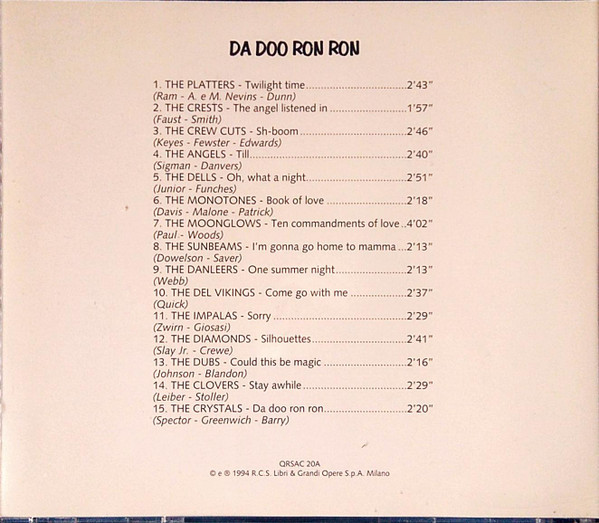 DA DOO RON RON
1. THE PLATTERS - Twilight time..................................2'43"
(Ram - A. e M. Nevins - Dunn)
2. THE CRESTS - The angel listened in ..........................1'57"
(Faust - Smith)
3. THE CREW CUTS - Sh-boom....................................2'46"
(Keyes - Fewster - Edwards)
4. THE ANGELS - Till.....................................................2'40"
(Sigman - Danvers)
5. THE DELLS - Oh, what a night..................................2'51"
(Junior - Funches)
6. THE MONOTONES - Book of love ...........................2'18"
(Davis - Malone - Patrick)
7. THE MOONGLOWS - Ten commandments of love ..4'02"
(Paul - Woods)
8. THE SUNBEAMS - I'm gonna go home to mamma ...2'13"
(Dowelson - Saver)
9. THE DANLEERS - One summer night........................2'13"
(Webb)
10. THE DEL VIKINGS - Come go with me ...................2'37"
(Quick)
11. THE IMPALAS - Sorry .............................................2'29"
(Zwirn - Giosasi)
12. THE DIAMONDS - Silhouettes................................2'41"
(Slay Jr. - Crewe)
13. THE DUBS - Could this be magic ............................2'16"
(Johnson - Blandon)
14. THE CLOVERS - Stay awhile ...................................2'29"
(Leiber - Stoller)
15. THE CRYSTALS - Da doo ron ron............................2'20"
(Spector - Greenwich - Barry)
QRSAC 20A
© e ® 1994 R.C.S. Libri & Grandi Opere S.p.A. Milano